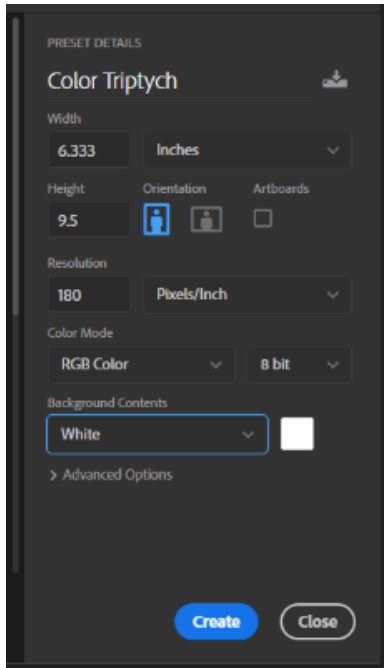 PRESET DETAILS
Color Triptych
Width
6.333 Inches
Height Orientation Artboards
9.5
Resolution
180 Pixels/Inch
Color Mode
RGB Color 8 bit
Background Contents
White
> Advanced Options
Create Close